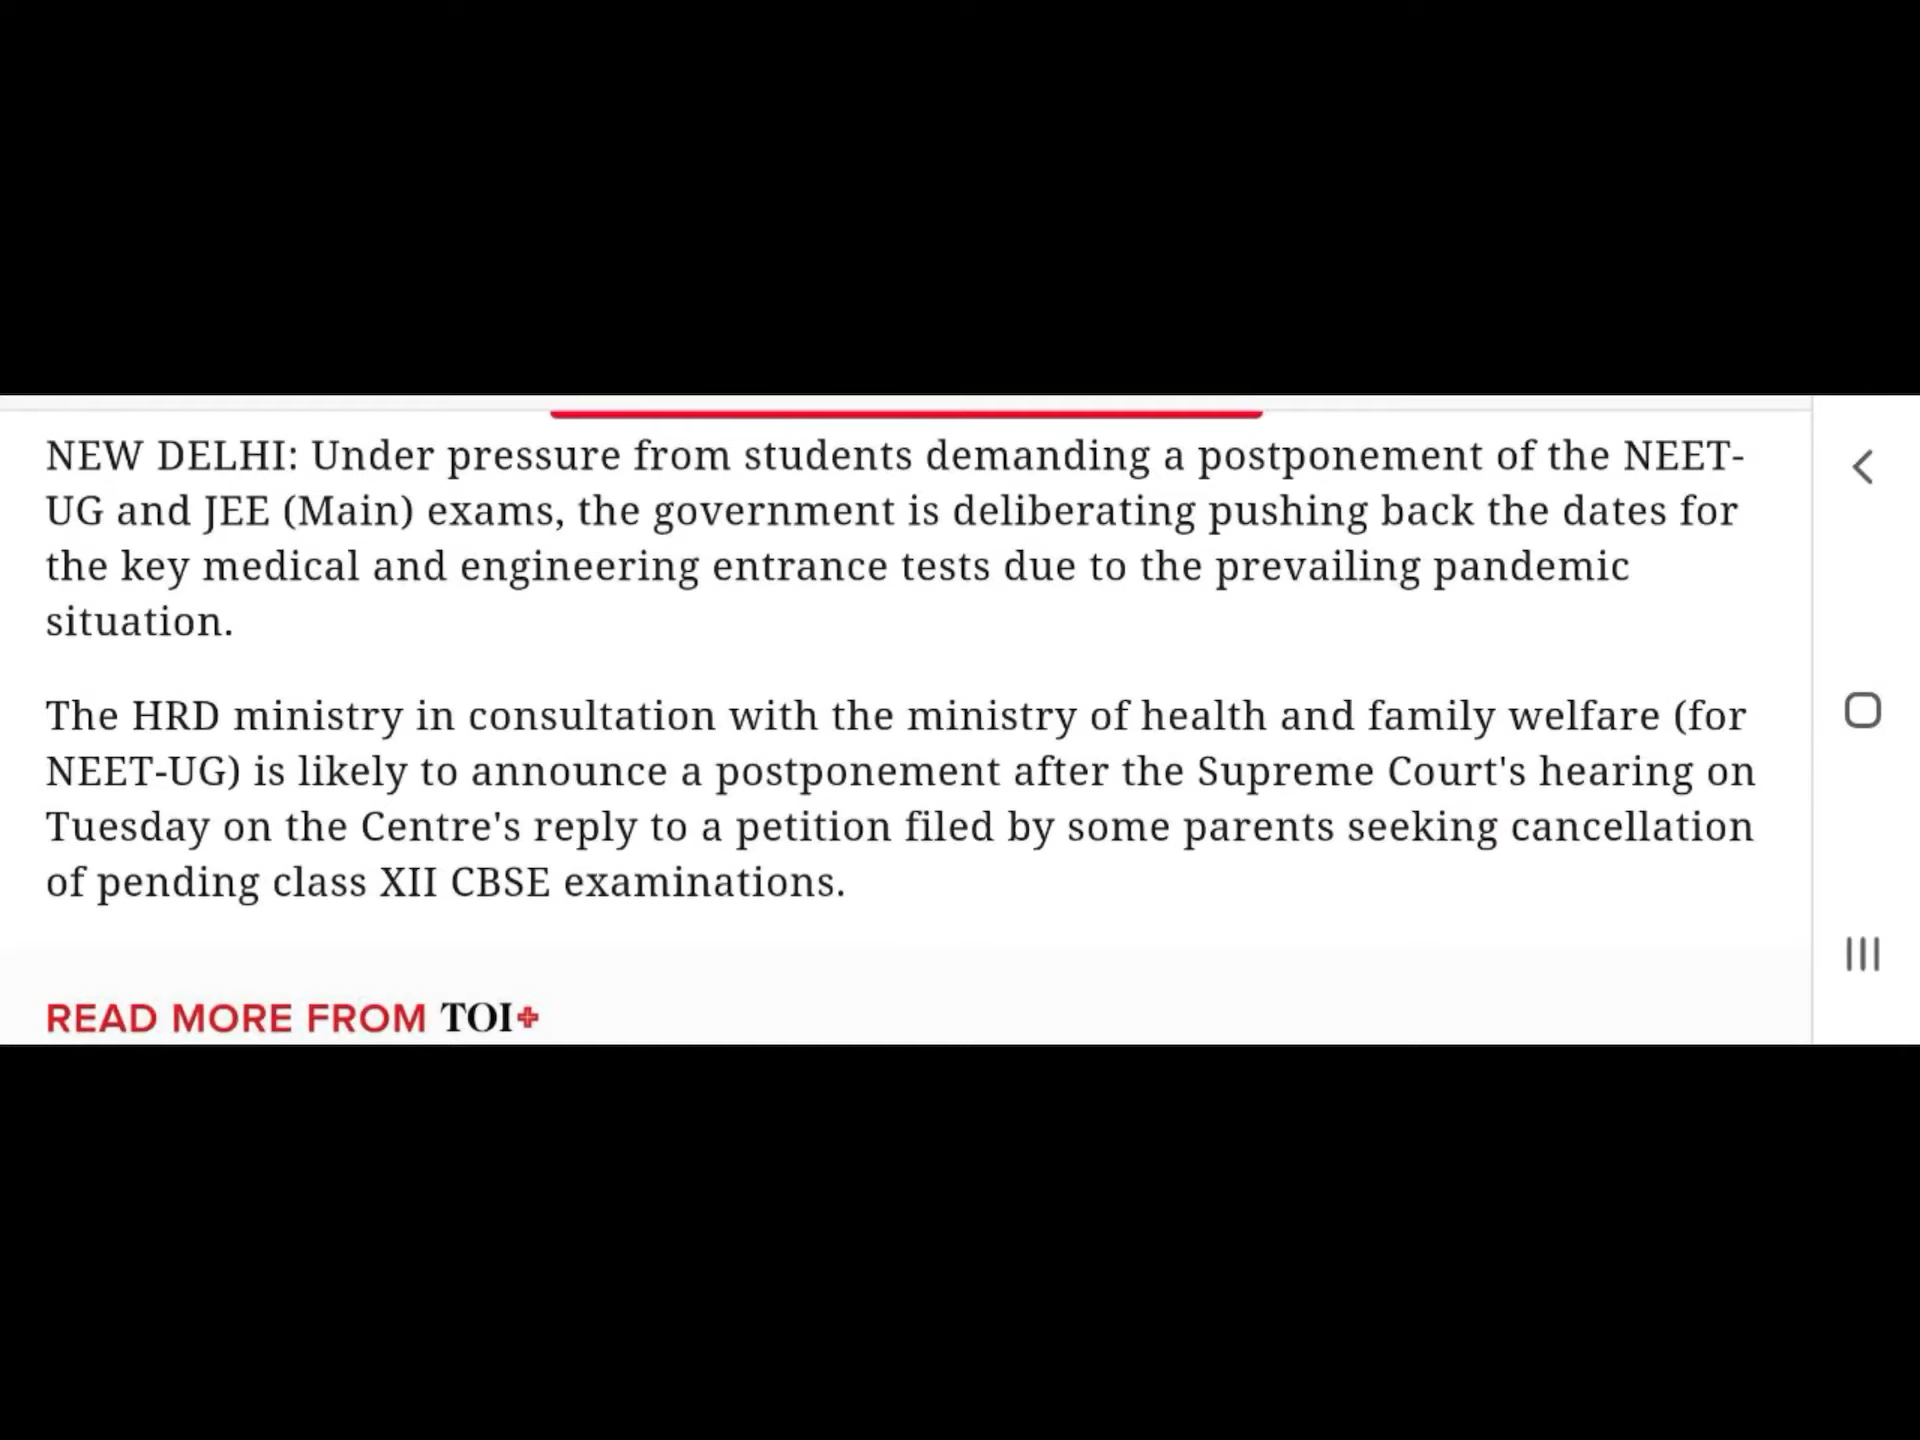 NEW DELHI: Under pressure from students demanding a postponement of the NEET-
UG and JEE (Main) exams, the government is deliberating pushing back the dates for
the key medical and engineering entrance tests due to the prevailing pandemic
situation.
The HRD ministry in consultation with the ministry of health and family welfare (for
NEET-UG) is likely to announce a postponement after the Supreme Court's hearing on
Tuesday on the Centre's reply to a petition filed by some parents seeking cancellation
of pending class XII CBSE examinations.
READ MORE FROM TOI+